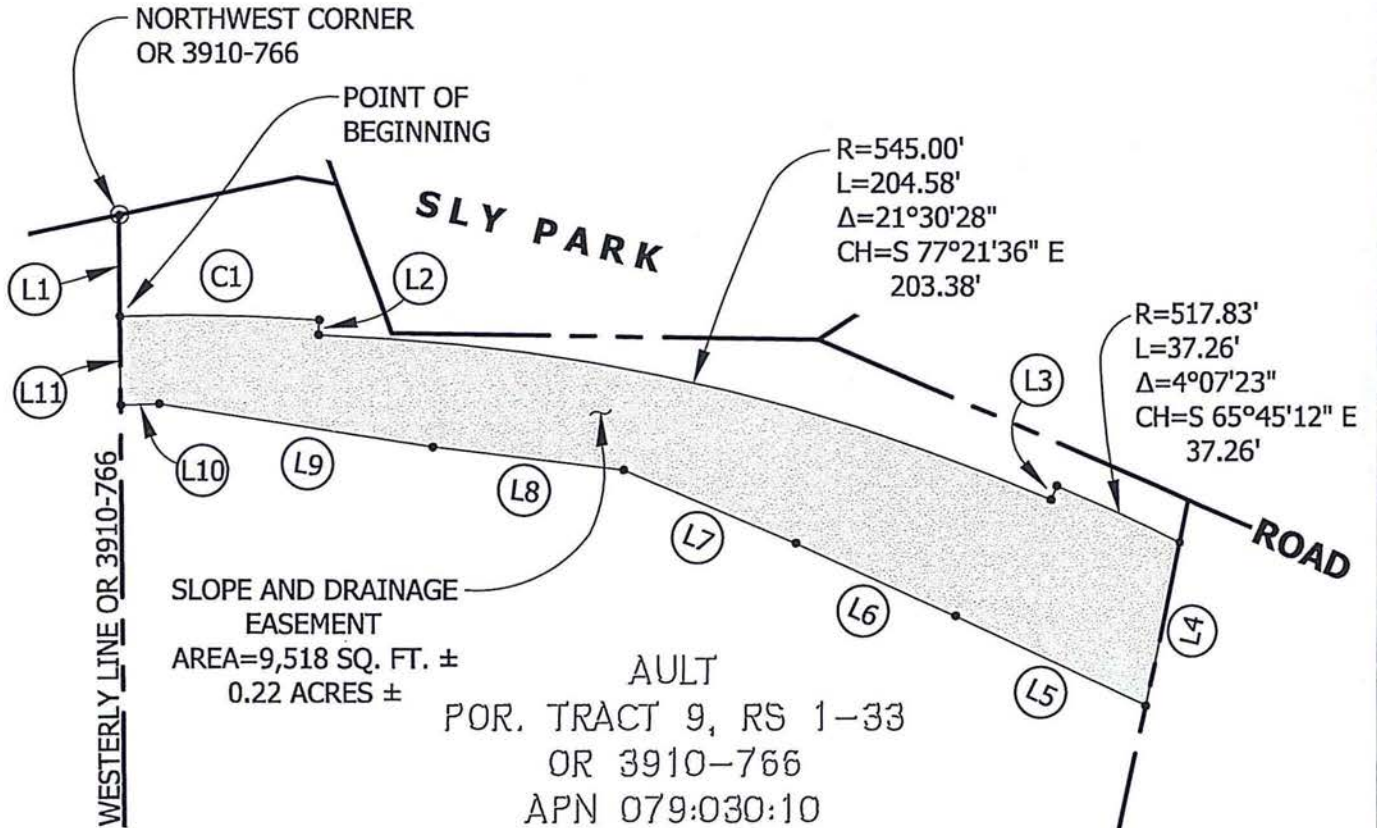 NORTHWEST CORNER
OR 3910-766
POINT OF
BEGINNING
SLY PARK
R=545.00'
L=204.58'
Δ=21°30'28"
CH=S 77°21'36" E
203.38'
R=517.83'
L=37.26'
Δ=4°07'23"
CH=S 65°45'12" E
37.26'
L1
C1
L2
L3
L11
L10
L9
L8
L7
L6
L5
L4
ROAD
WESTERLY LINE OR 3910-766
SLOPE AND DRAINAGE
EASEMENT
AREA=9,518 SQ. FT. ±
0.22 ACRES ±
AULT
POR. TRACT 9, RS 1-33
OR 3910-766
APN 079:030:10